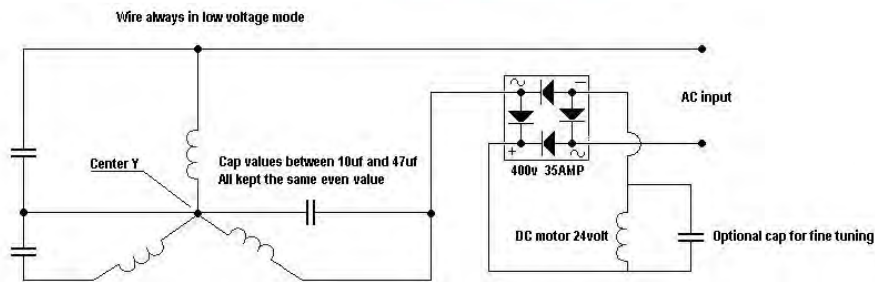 Wire always in low voltage mode
AC input
Center Y
Cap values between 10uf and 47uf
All kept the same even value
+
400v 35AMP
DC motor 24volt
Optional cap for fine tuning